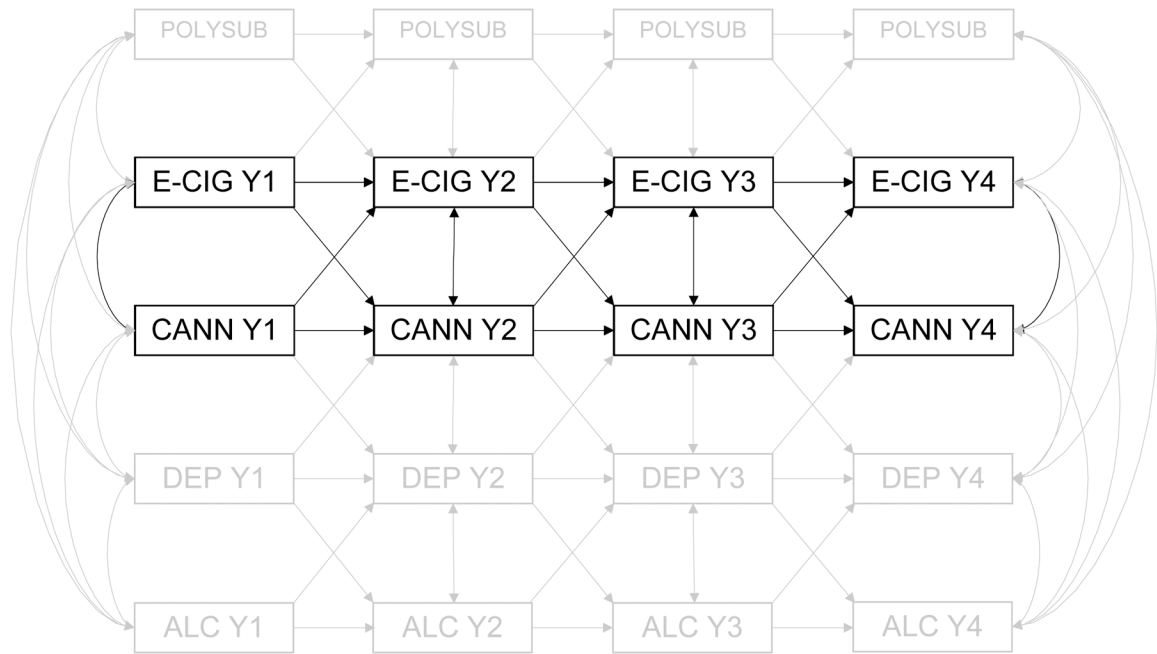 POLYSUB POLYSUB POLYSUB POLYSUB
E-CIG Y1 E-CIG Y2 E-CIG Y3 E-CIG Y4
CANN Y1 CANN Y2 CANN Y3 CANN Y4
DEP Y1 DEP Y2 DEP Y3 DEP Y4
ALC Y1 ALC Y2 ALC Y3 ALC Y4